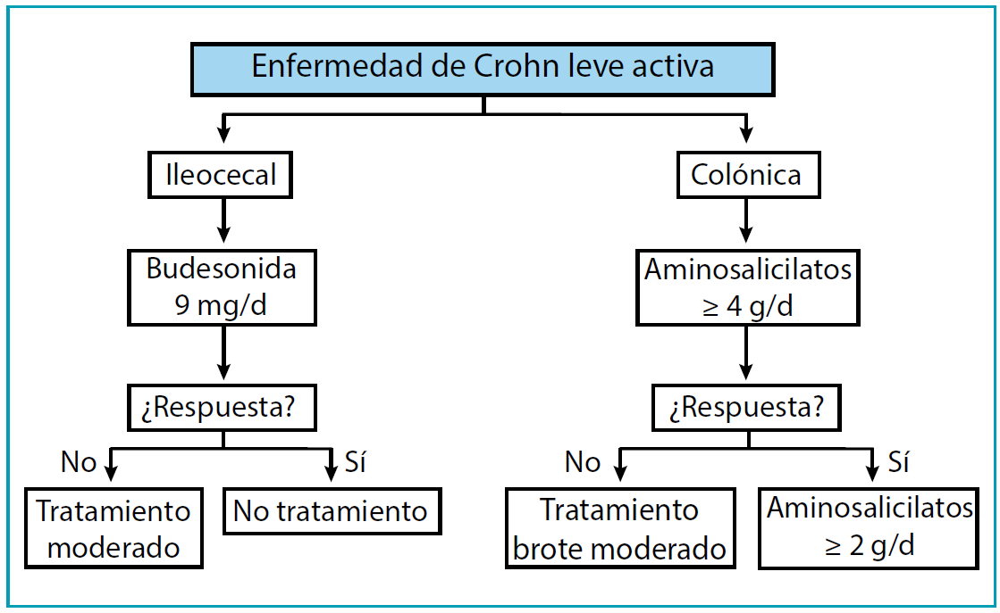 Enfermedad de Crohn leve activa
Ileocecal
Colónica
Budesonida
9 mg/d
Aminosalicilatos
≥ 4 g/d
¿Respuesta?
¿Respuesta?
No
Sí
No
Sí
Tratamiento
moderado
No tratamiento
Tratamiento
brote moderado
Aminosalicilatos
≥ 2 g/d